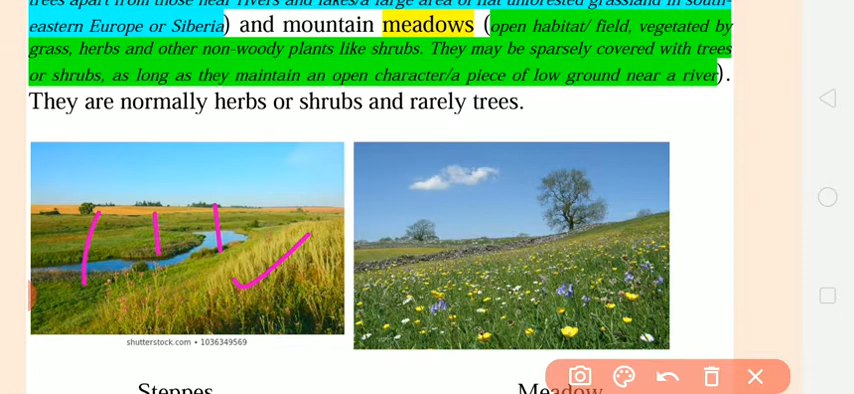 trees apart from those near rivers and lakes/a large area of flat unforested grassland in south-
eastern Europe or Siberia) and mountain meadows (open habitat/ field, vegetated by
grass, herbs and other non-woody plants like shrubs. They may be sparsely covered with trees
or shrubs, as long as they maintain an open character/a piece of low ground near a river).
They are normally herbs or shrubs and rarely trees.
shutterstock.com • 1036349569
Steppes
Meadow